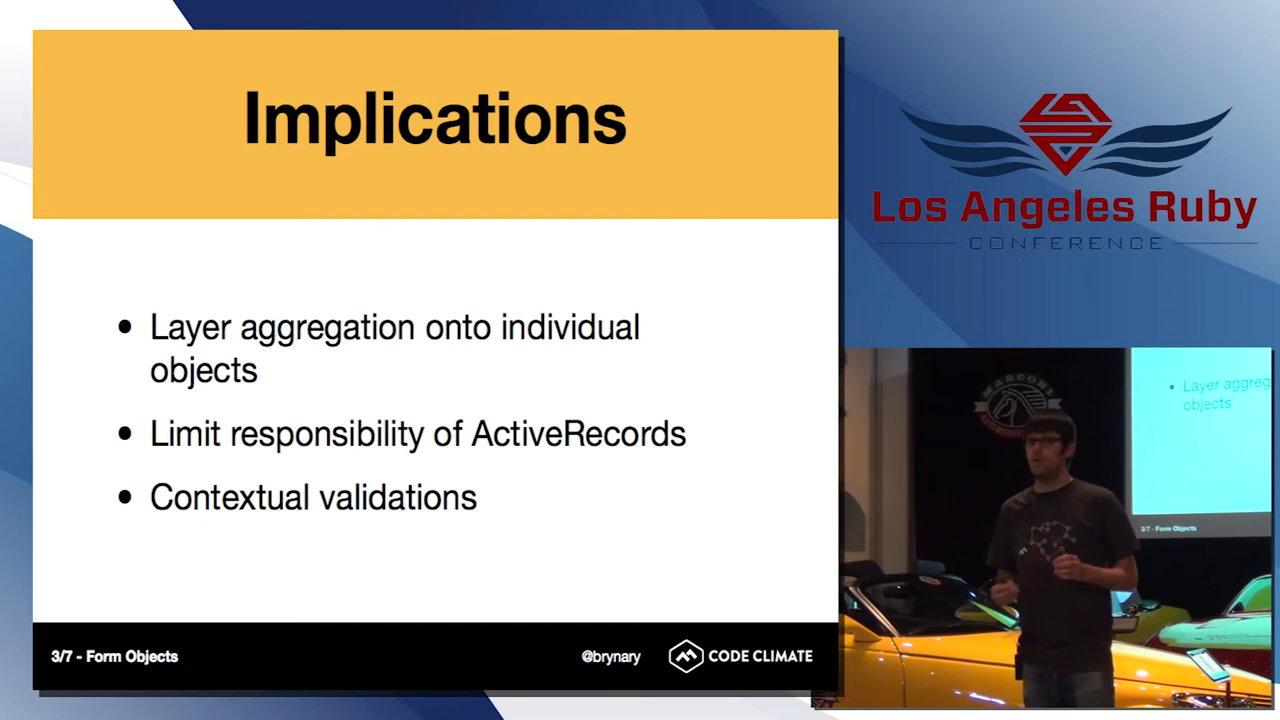 Implications
• Layer aggregation onto individual
objects
• Limit responsibility of ActiveRecords
• Contextual validations
3/7 - Form Objects
@brynary
CODE CLIMATE
Los Angeles Ruby
CONFERENCE
MARCONI
• Layer aggreg
objects
3/7 - Form Objects